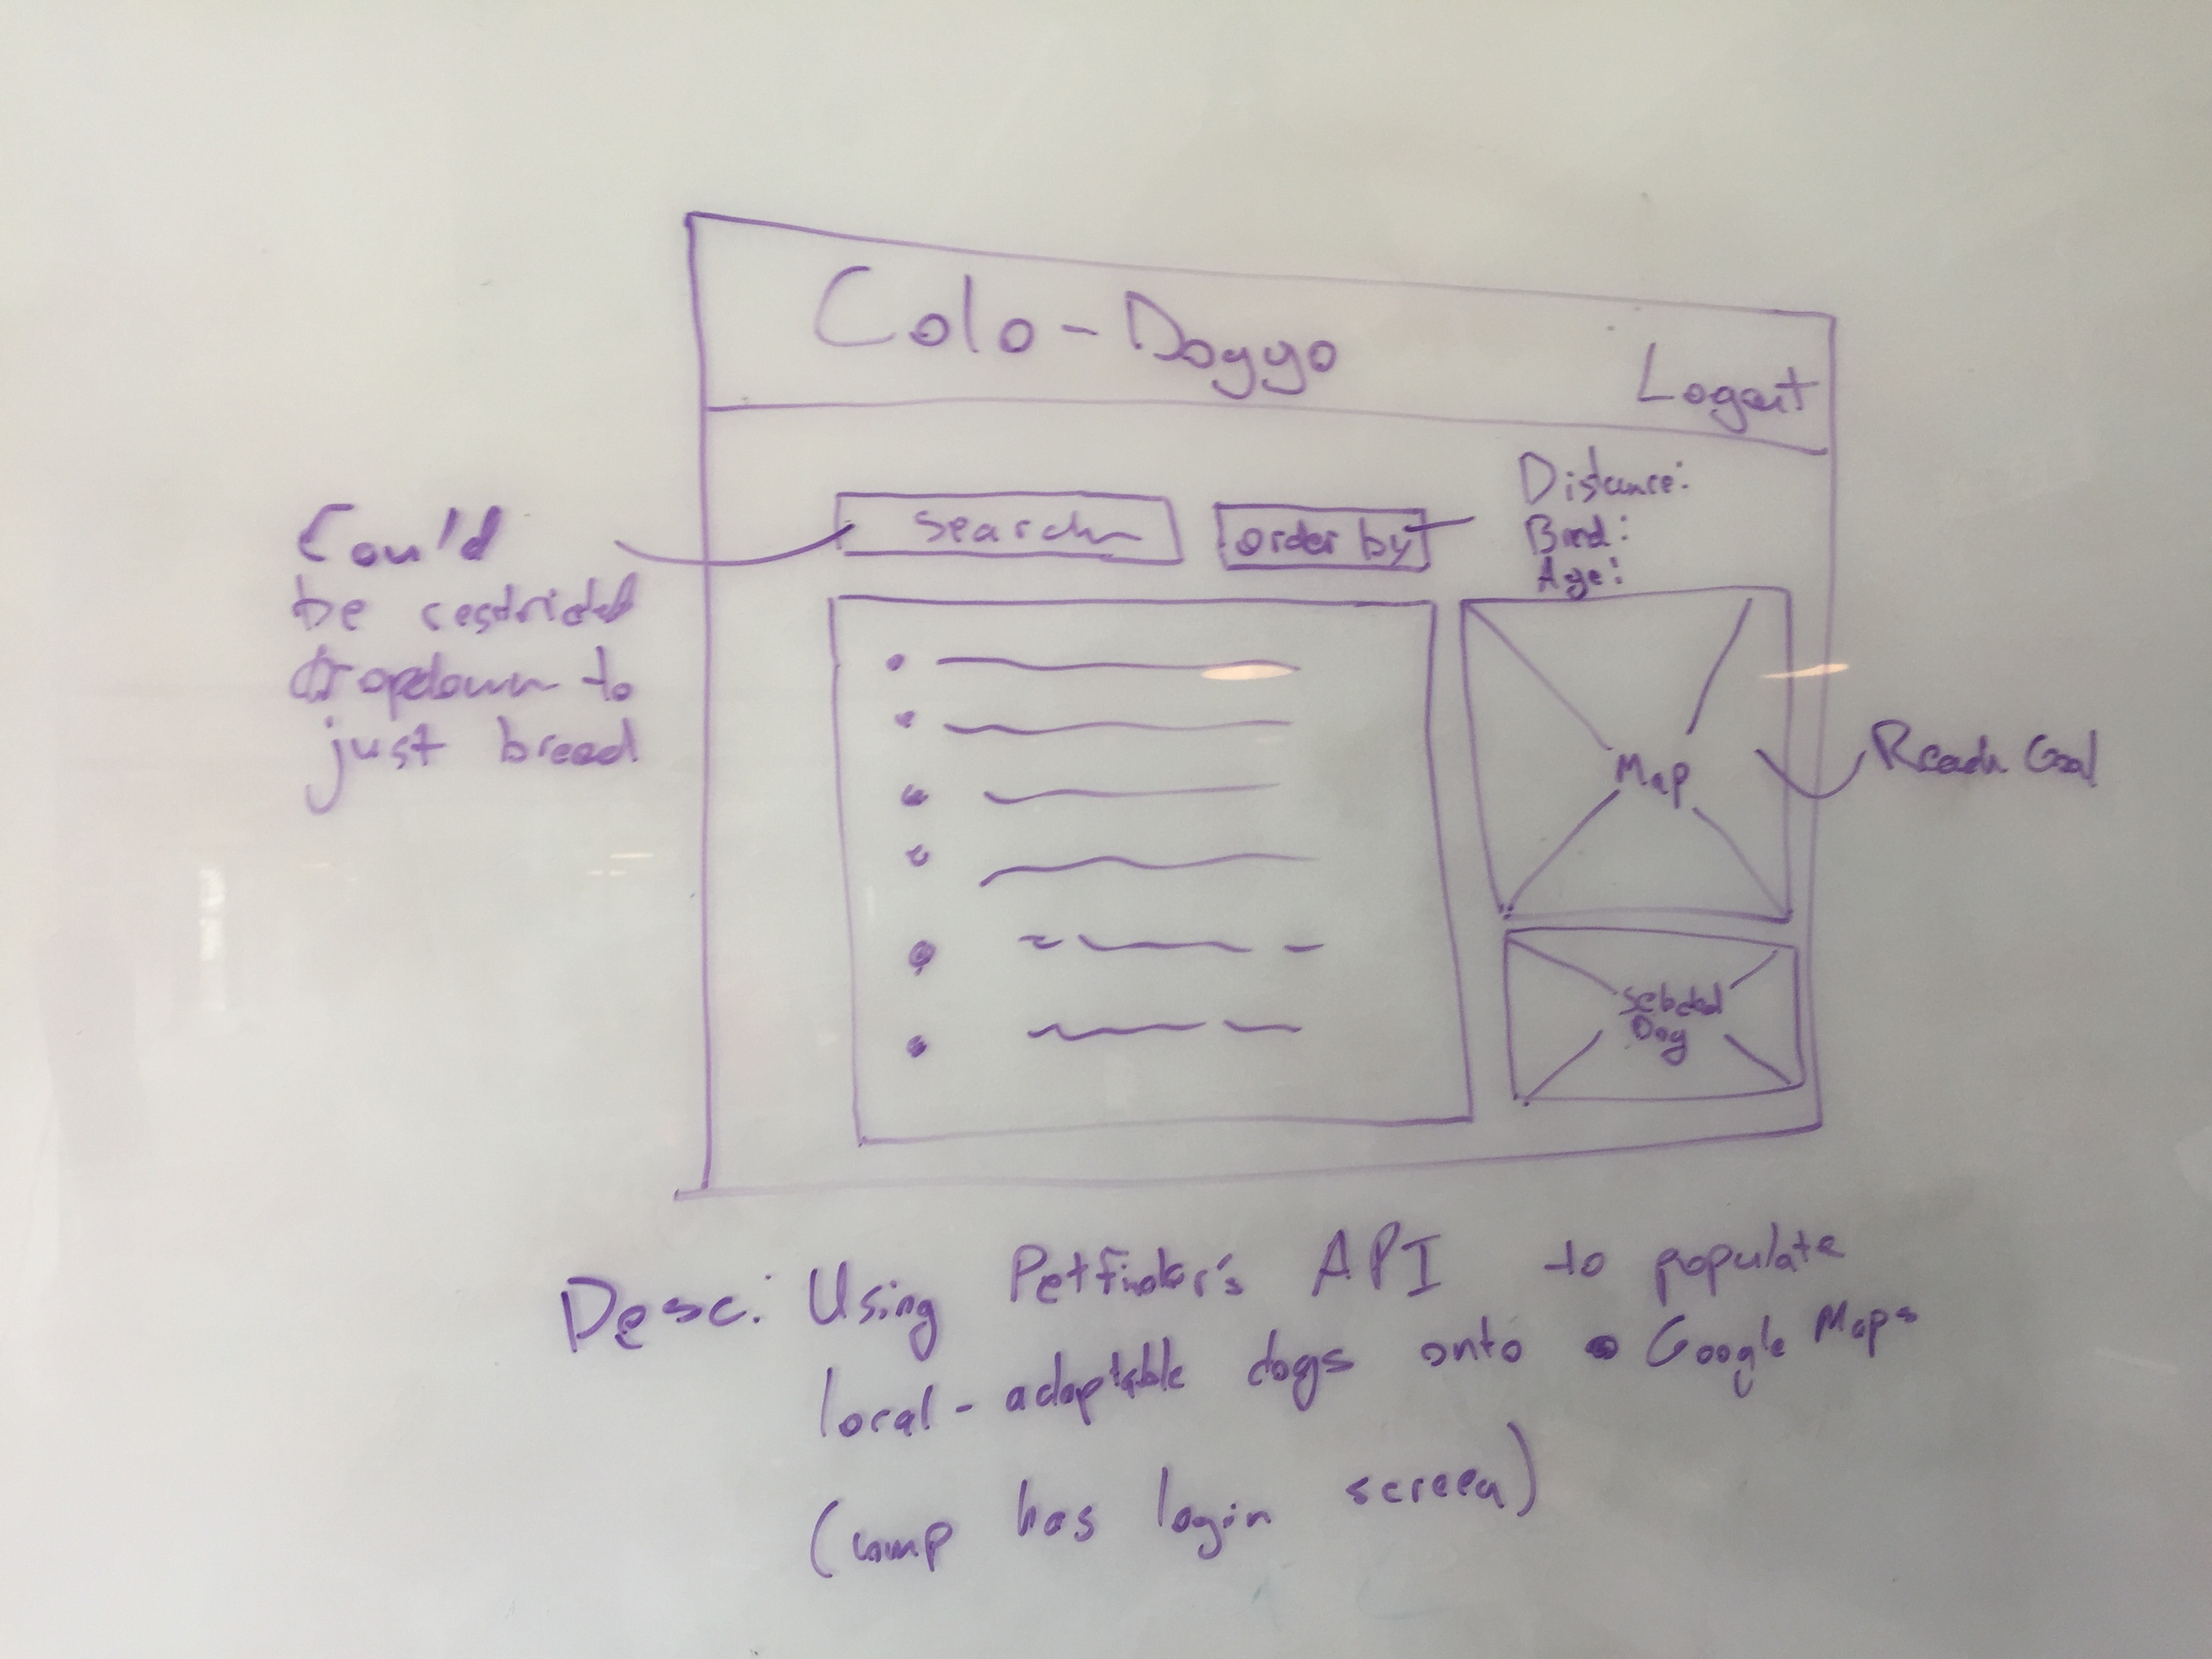 Colo-Doggo
Logout
Could
be restricted
dropdown to
just breed
Search
order by
Distance:
Bred:
Age:
Map
Reach Goal
Selected
Dog
Desc: Using Petfinder's API to populate
local-adoptable dogs onto Google Maps
(comp has login screen)